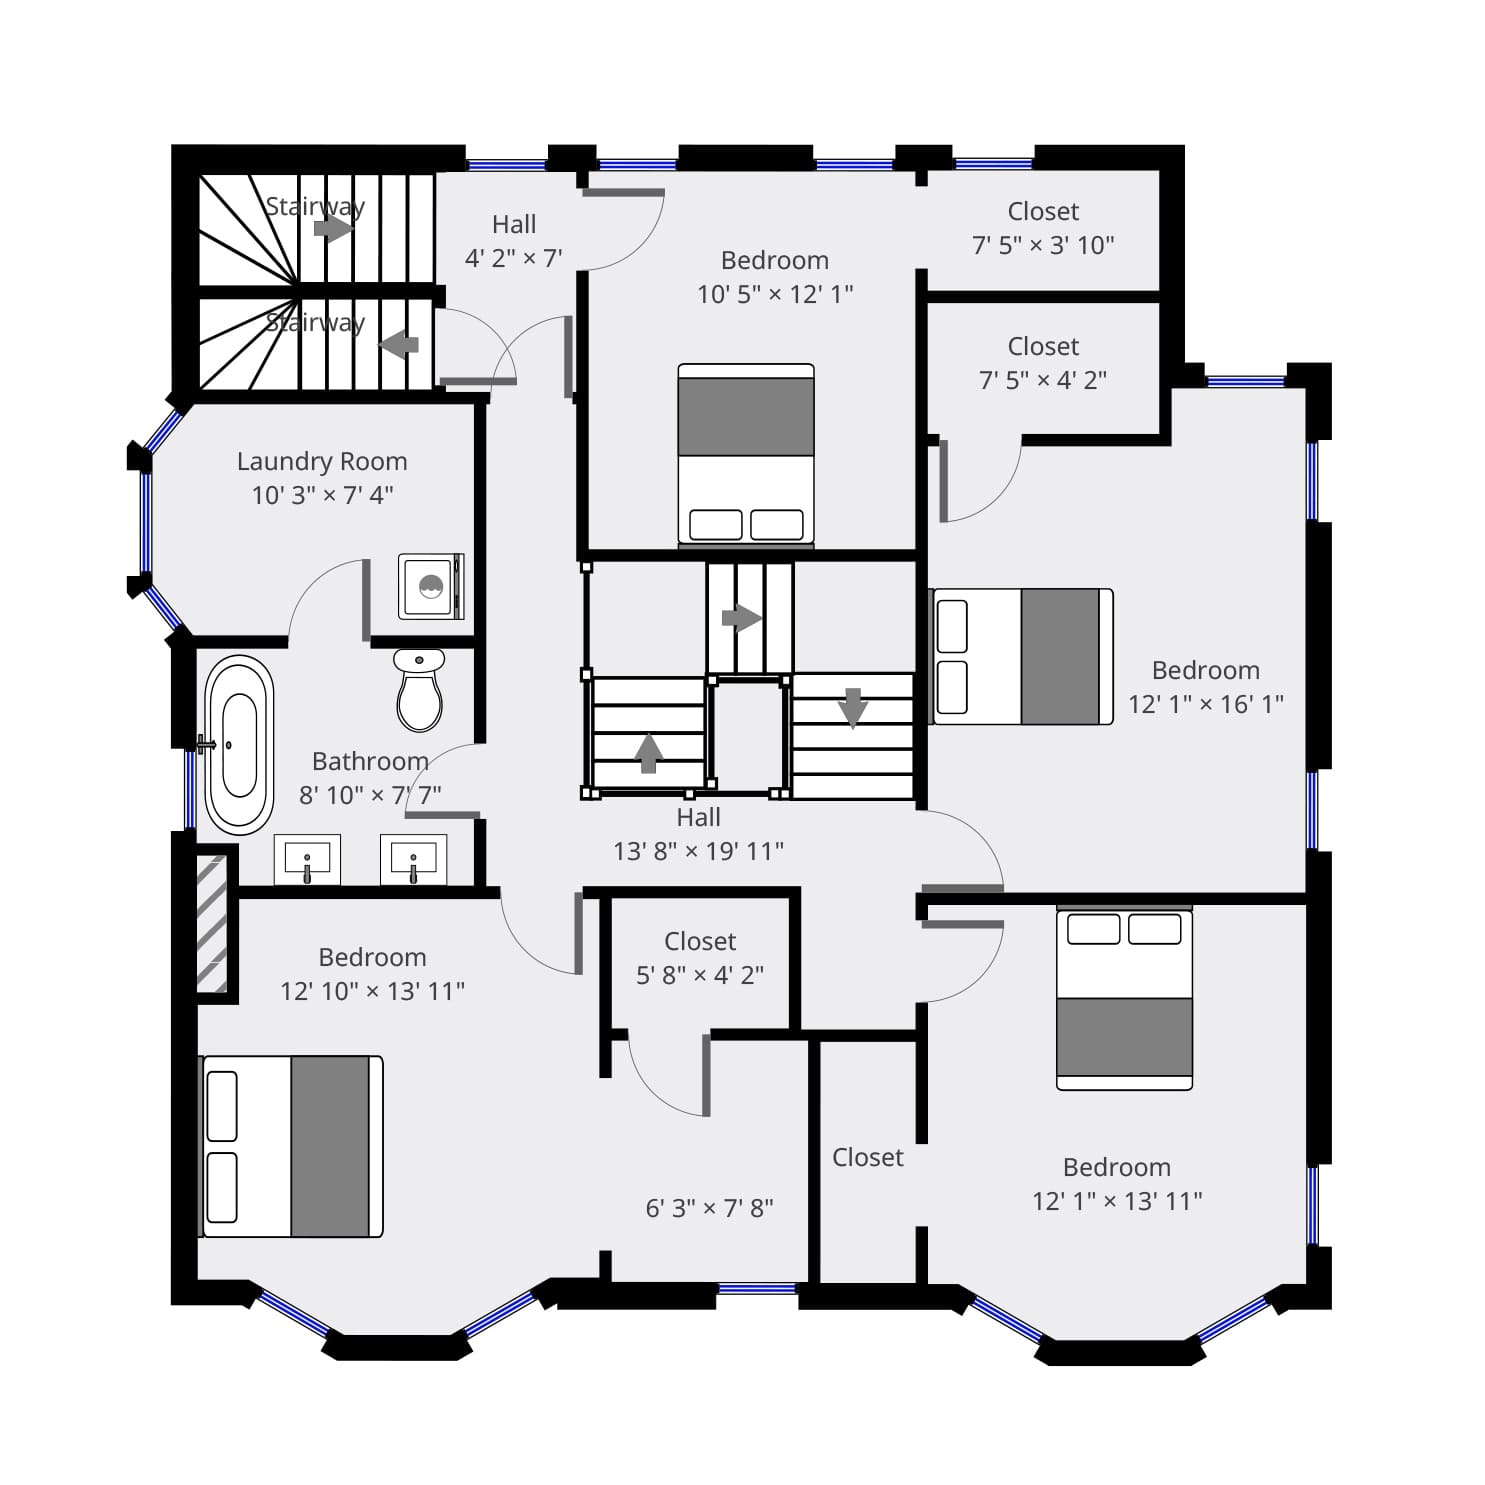 Stairway
Hall
4' 2" × 7'
Bedroom
10' 5" × 12' 1"
Closet
7' 5" × 3' 10"
Stairway
Closet
7' 5" × 4' 2"
Laundry Room
10' 3" × 7' 4"
Bedroom
12' 1" × 16' 1"
Bathroom
8' 10" × 7' 7"
Hall
13' 8" × 19' 11"
Bedroom
12' 10" × 13' 11"
Closet
5' 8" × 4' 2"
Closet
6' 3" × 7' 8"
Bedroom
12' 1" × 13' 11"